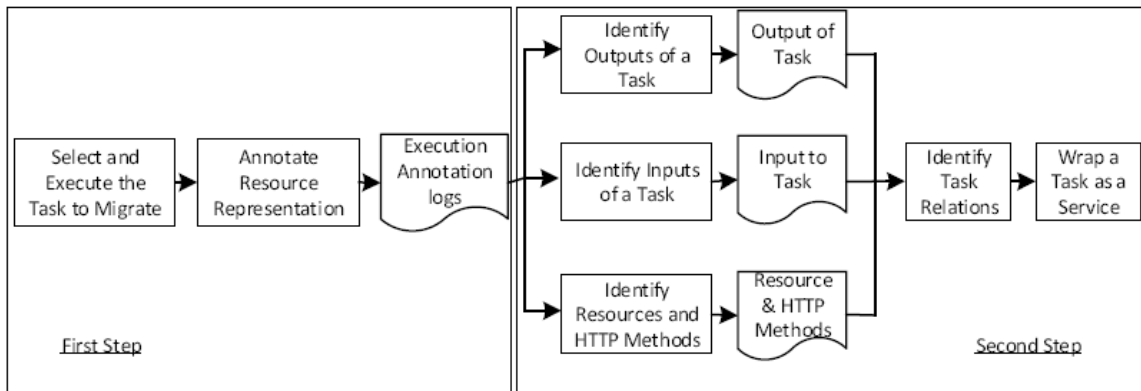 Select and
Execute the
Task to Migrate
Annotate
Resource
Representation
Execution
Annotation
logs
First Step
Identify
Outputs of a
Task
Output of
Task
Identify Inputs
of a Task
Input to
Task
Identify
Resources and
HTTP Methods
Resource
& HTTP
Methods
Identify
Task
Relations
Wrap a
Task as a
Service
Second Step